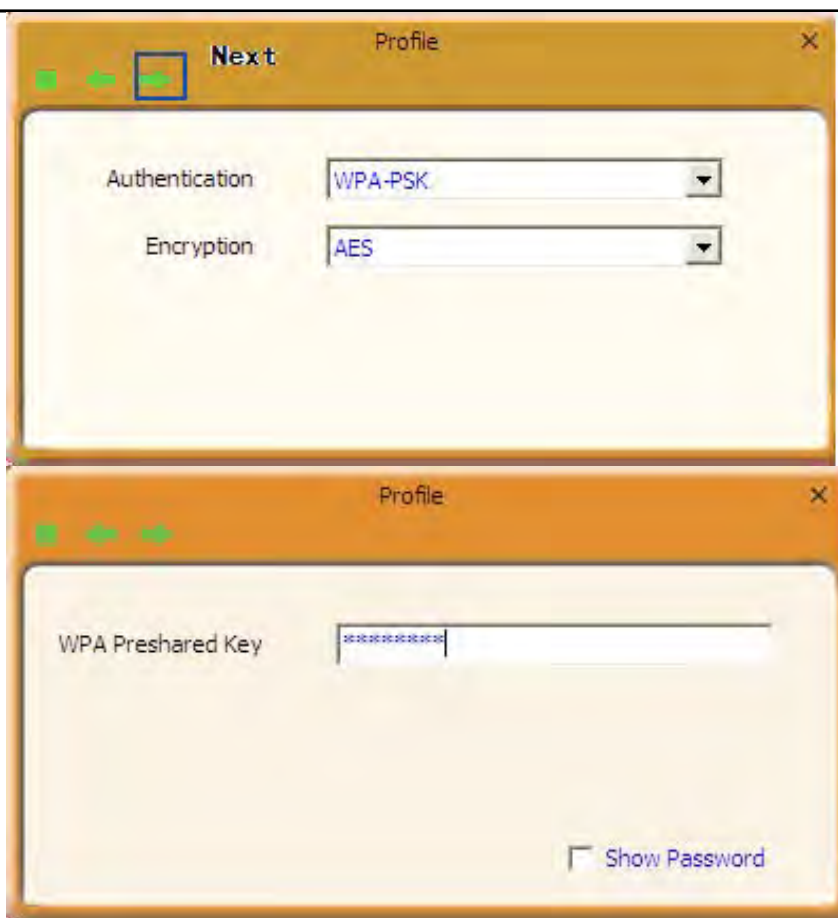 Profile
Next
Authentication WPA-PSK
Encryption AES
Profile
WPA Preshared Key ********
Show Password